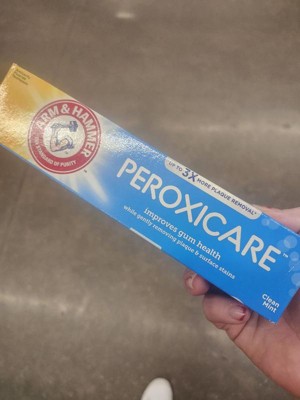 ARM & HAMMER
THE STANDARD OF PURITY
UP TO 3X MORE PLAQUE REMOVAL*
PEROXICARE™
improves gum health
while gently removing plaque & surface stains
Clean
Mint